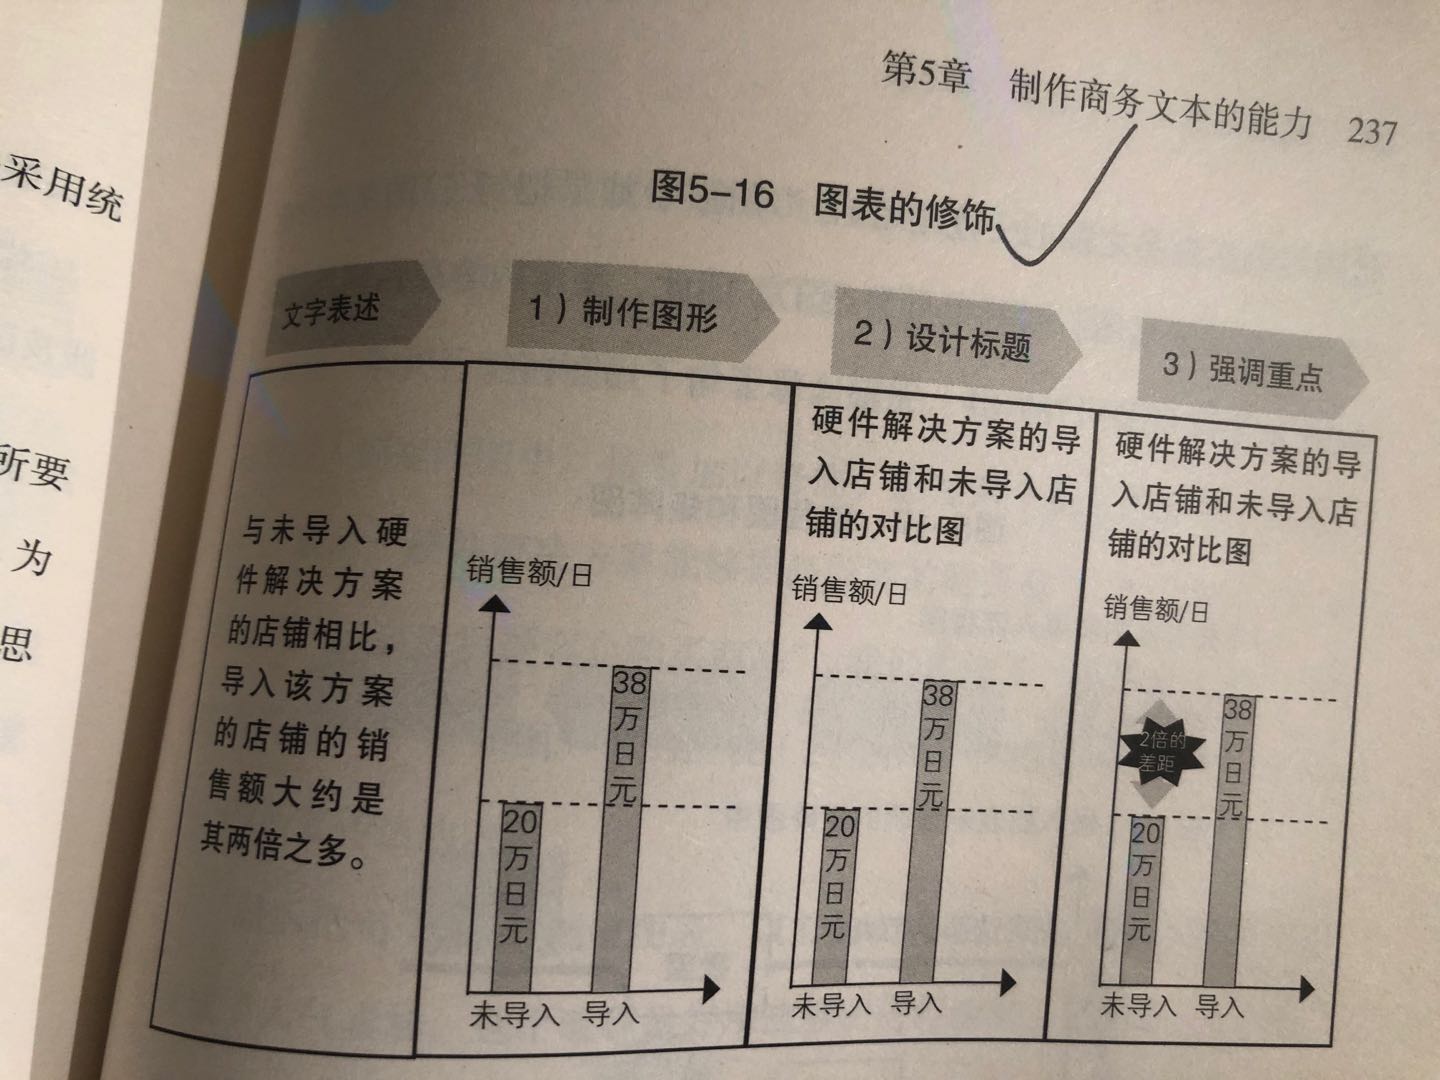 采用统
所要
为
思
第5章 制作商务文本的能力 237
图5-16 图表的修饰
文字表述
1）制作图形
2）设计标题
3）强调重点
与未导入硬
件解决方案
的店铺相比，
导入该方案
的店铺的销
售额大约是
其两倍之多。
销售额/日
38万日元
20万日元
未导入 导入
硬件解决方案的导
入店铺和未导入店
铺的对比图
销售额/日
38万日元
20万日元
未导入 导入
硬件解决方案的导
入店铺和未导入店
铺的对比图
销售额/日
2倍的
差距
38万日元
20万日元
未导入 导入